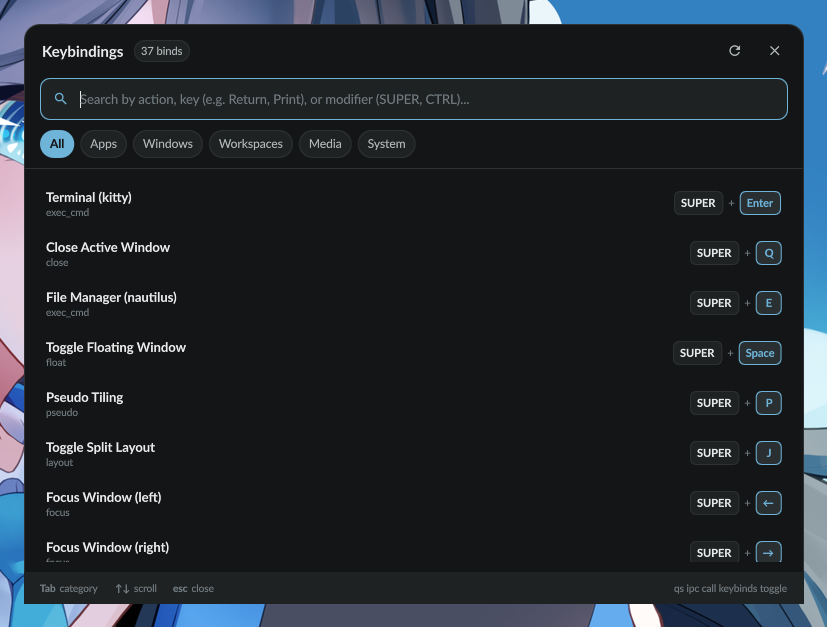 Keybindings 37 binds
Search by action, key (e.g. Return, Print), or modifier (SUPER, CTRL)...
All Apps Windows Workspaces Media System
Terminal (kitty) SUPER + Enter
exec_cmd
Close Active Window SUPER + Q
close
File Manager (nautilus) SUPER + E
exec_cmd
Toggle Floating Window SUPER + Space
float
Pseudo Tiling SUPER + P
pseudo
Toggle Split Layout SUPER + J
layout
Focus Window (left) SUPER + ←
focus
Focus Window (right) SUPER + →
focus
Tab category ↑↓ scroll esc close qs ipc call keybinds toggle